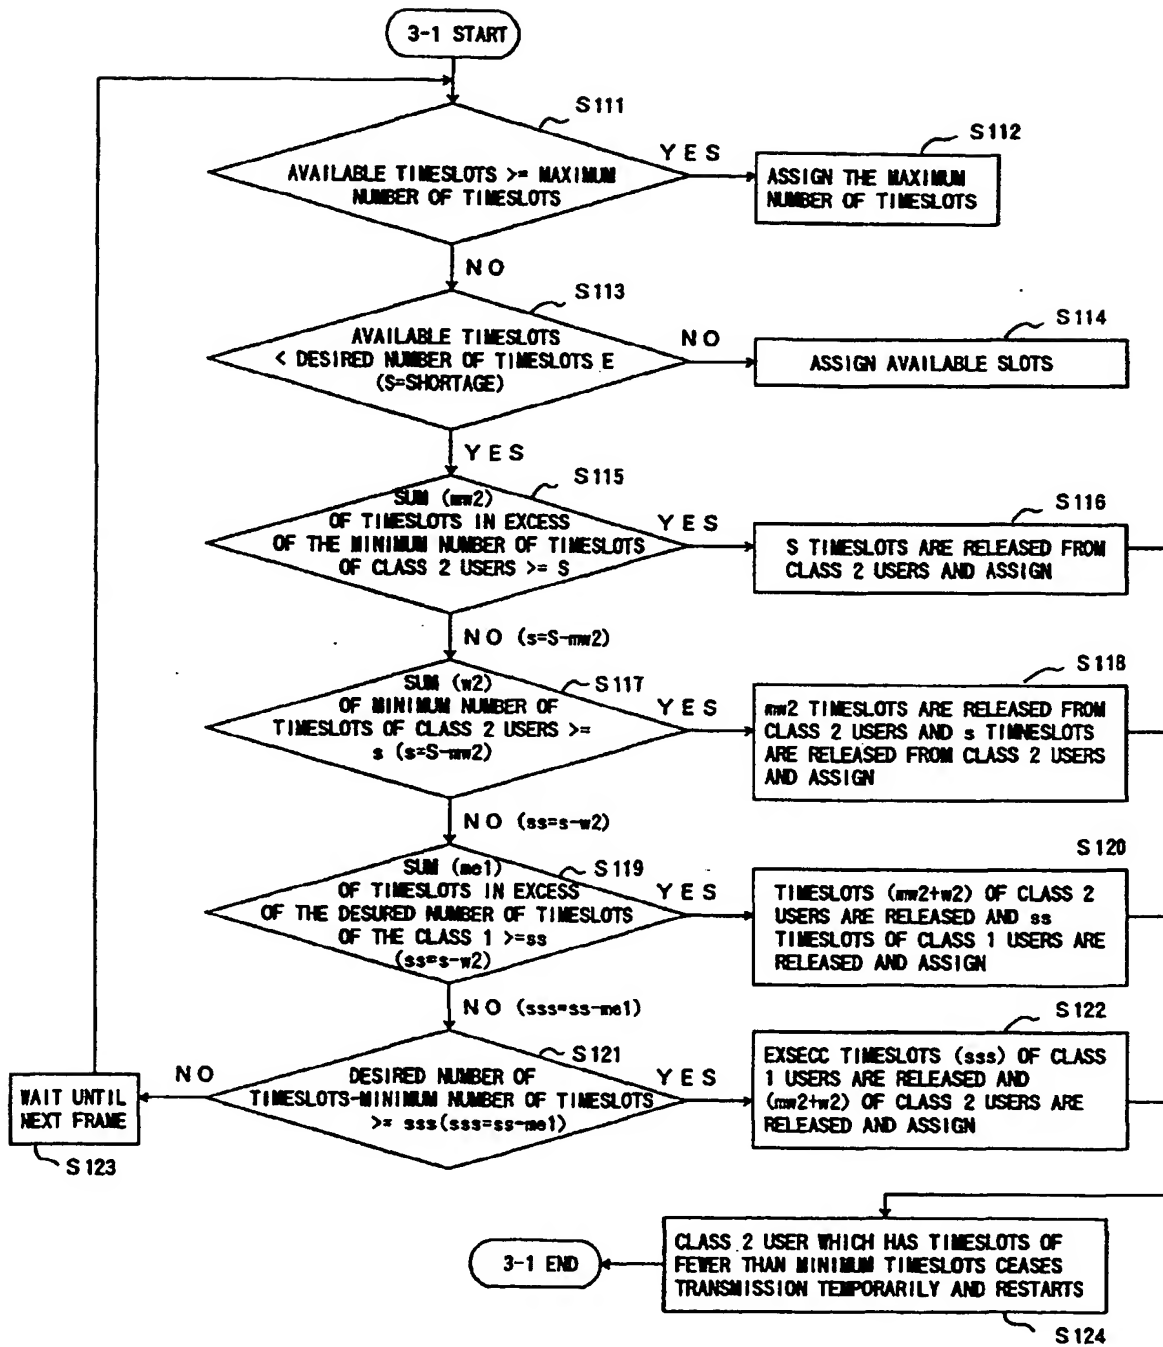 3-1 START
S111
AVAILABLE TIMESLOTS >= MAXIMUM
NUMBER OF TIMESLOTS
YES
S112
ASSIGN THE MAXIMUM
NUMBER OF TIMESLOTS
NO
S113
AVAILABLE TIMESLOTS
< DESIRED NUMBER OF TIMESLOTS E
(S=SHORTAGE)
NO
S114
ASSIGN AVAILABLE SLOTS
YES
S115
SUM (mw2)
OF TIMESLOTS IN EXCESS
OF THE MINIMUM NUMBER OF TIMESLOTS
OF CLASS 2 USERS >= S
YES
S116
S TIMESLOTS ARE RELEASED FROM
CLASS 2 USERS AND ASSIGN
NO (s=S-mw2)
S117
SUM (w2)
OF MINIMUM NUMBER OF
TIMESLOTS OF CLASS 2 USERS >=
s (s=S-mw2)
YES
S118
mw2 TIMESLOTS ARE RELEASED FROM
CLASS 2 USERS AND s TIMNESLOTS
ARE RELEASED FROM CLASS 2 USERS
AND ASSIGN
NO (ss=s-w2)
S119
SUM (me1)
OF TIMESLOTS IN EXCESS
OF THE DESURED NUMBER OF TIMESLOTS
OF THE CLASS 1 >=ss
(ss=s-w2)
YES
S120
TIMESLOTS (mw2+w2) OF CLASS 2
USERS ARE RELEASED AND ss
TIMESLOTS OF CLASS 1 USERS ARE
RELEASED AND ASSIGN
NO (sss=ss-me1)
S121
DESIRED NUMBER OF
TIMESLOTS-MINIMUM NUMBER OF TIMESLOTS
>= sss(sss=ss-me1)
YES
S122
EXSECC TIMESLOTS (sss) OF CLASS
1 USERS ARE RELEASED AND
(mw2+w2) OF CLASS 2 USERS ARE
RELEASED AND ASSIGN
NO
WAIT UNTIL
NEXT FRAME
S123
CLASS 2 USER WHICH HAS TIMESLOTS OF
FEWER THAN MINIMUM TIMESLOTS CEASES
TRANSMISSION TEMPORARILY AND RESTARTS
S124
3-1 END